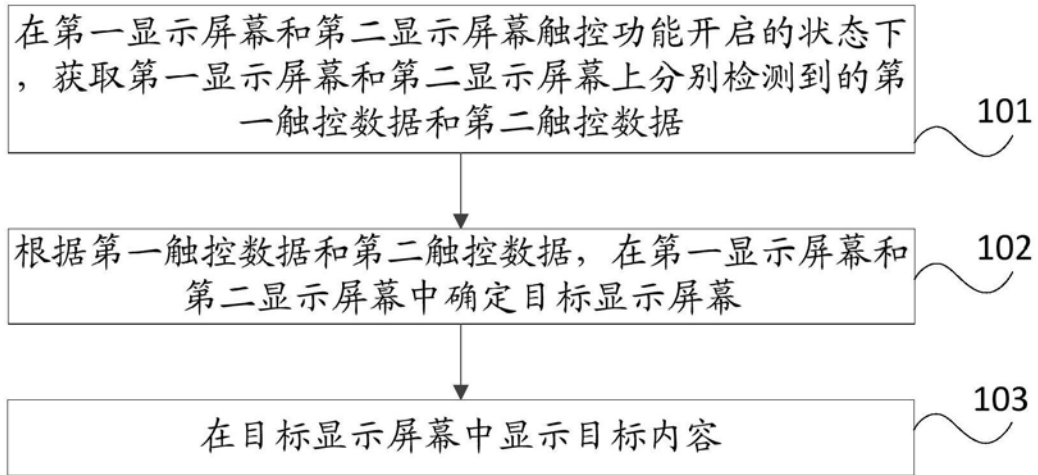 在第一显示屏幕和第二显示屏幕触控功能开启的状态下
，获取第一显示屏幕和第二显示屏幕上分别检测到的第
一触控数据和第二触控数据
101
根据第一触控数据和第二触控数据，在第一显示屏幕和
第二显示屏幕中确定目标显示屏幕
102
在目标显示屏幕中显示目标内容
103